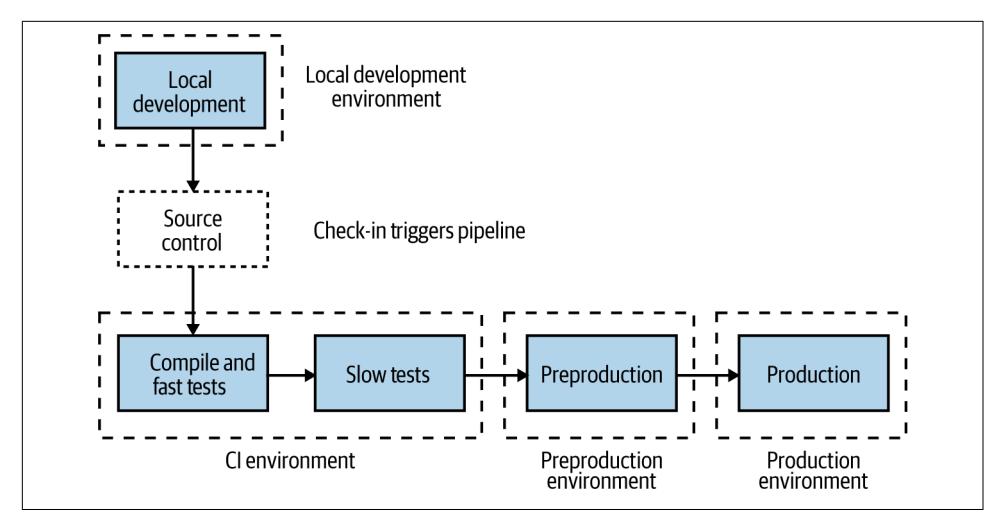 Local
development
Local development
environment
Source
control
Check-in triggers pipeline
Compile and
fast tests
Slow tests
Preproduction
Production
CI environment
Preproduction
environment
Production
environment